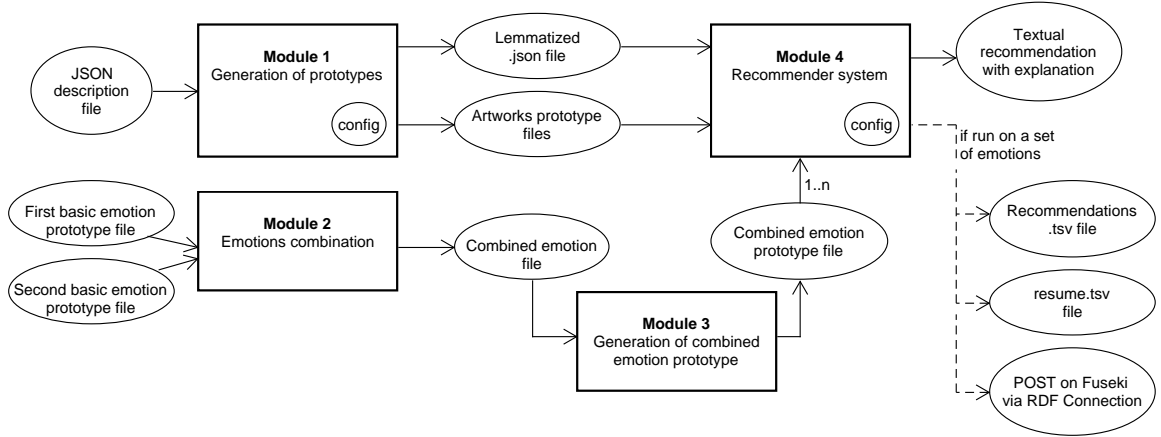 JSON
description
file
Module 1
Generation of prototypes
config
Lemmatized
.json file
Artworks prototype
files
Module 4
Recommender system
config
Textual
recommendation
with explanation
if run on a set
of emotions
First basic emotion
prototype file
Second basic emotion
prototype file
Module 2
Emotions combination
Combined emotion
file
Module 3
Generation of combined
emotion prototype
1..n
Combined emotion
prototype file
Recommendations
.tsv file
resume.tsv
file
POST on Fuseki
via RDF Connection